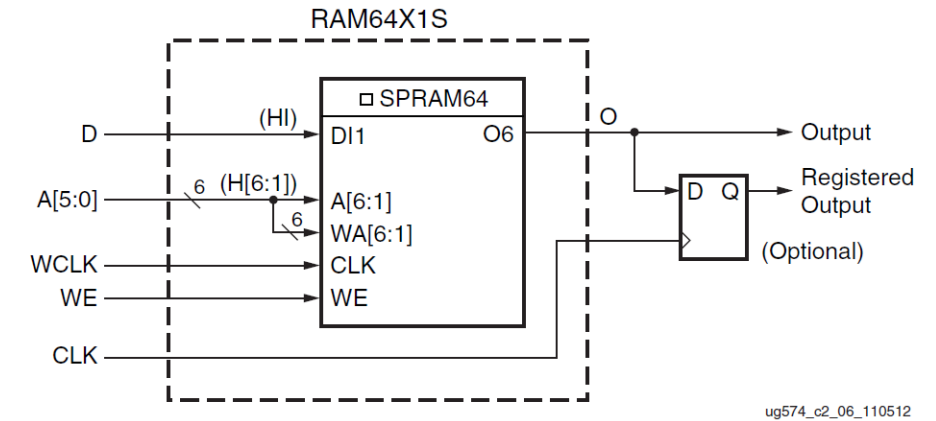 RAM64X1S
SPRAM64
D
(HI)
DI1
O6
O
Output
A[5:0]
6
(H[6:1])
A[6:1]
6
WA[6:1]
D Q
Registered
Output
WCLK
CLK
(Optional)
WE
WE
CLK
ug574_c2_06_110512